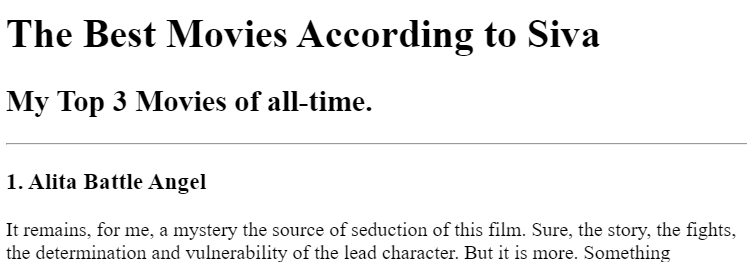 The Best Movies According to Siva
My Top 3 Movies of all-time.
1. Alita Battle Angel
It remains, for me, a mystery the source of seduction of this film. Sure, the story, the fights,
the determination and vulnerability of the lead character. But it is more. Something